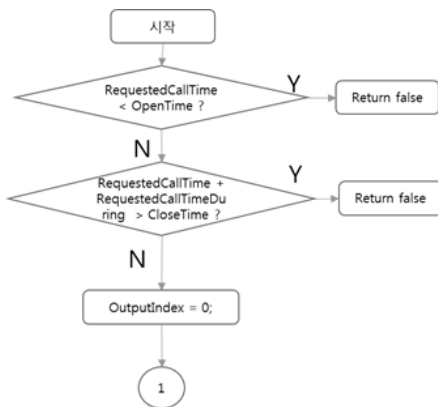 시작
RequestedCallTime
< OpenTime ?
Y
Return false
N
RequestedCallTime +
RequestedCallTimeDu
ring > CloseTime ?
Y
Return false
N
OutputIndex = 0;
1